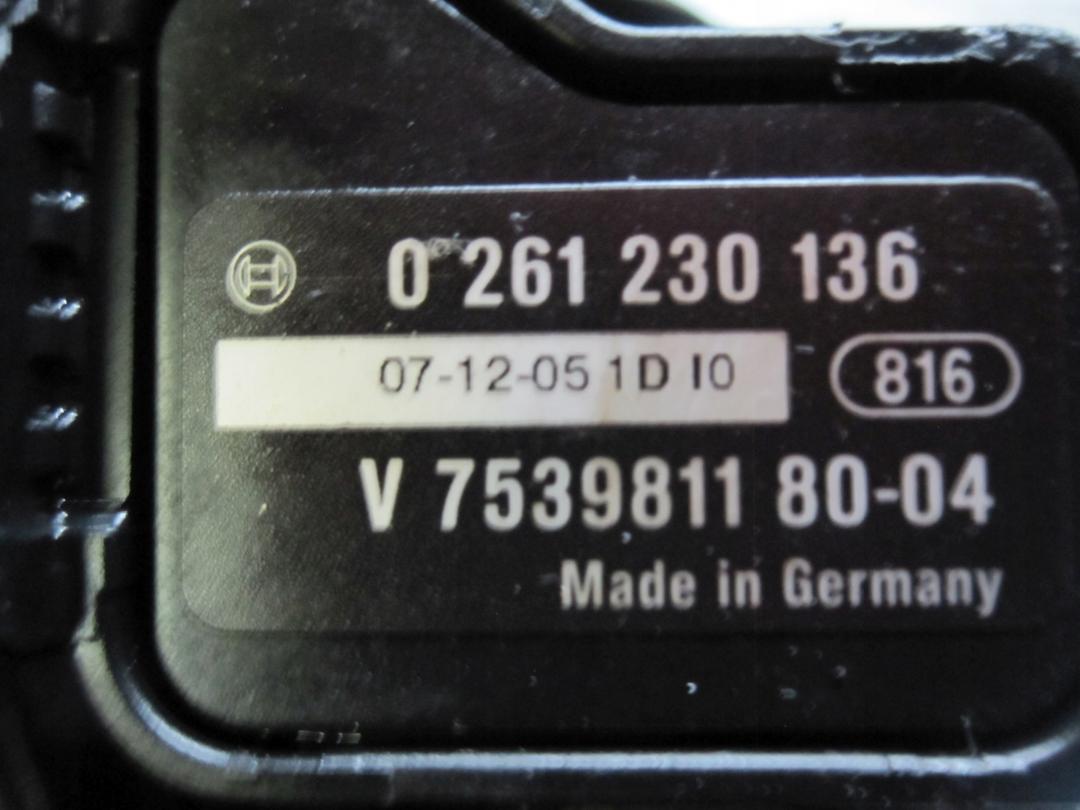 0 261 230 136
07-12-05 1D I0
816
V 7539811 80-04
Made in Germany